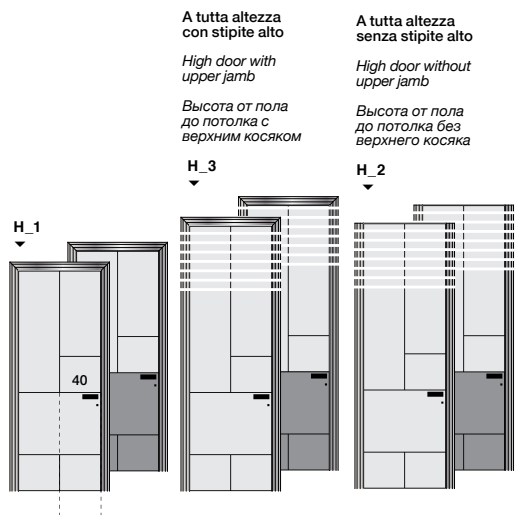 A tutta altezza
con stipite alto
High door with
upper jamb
Высота от пола
до потолка с
верхним косяком
H_3
A tutta altezza
senza stipite alto
High door without
upper jamb
Высота от пола
до потолка без
верхнего косяка
H_2
H_1
40